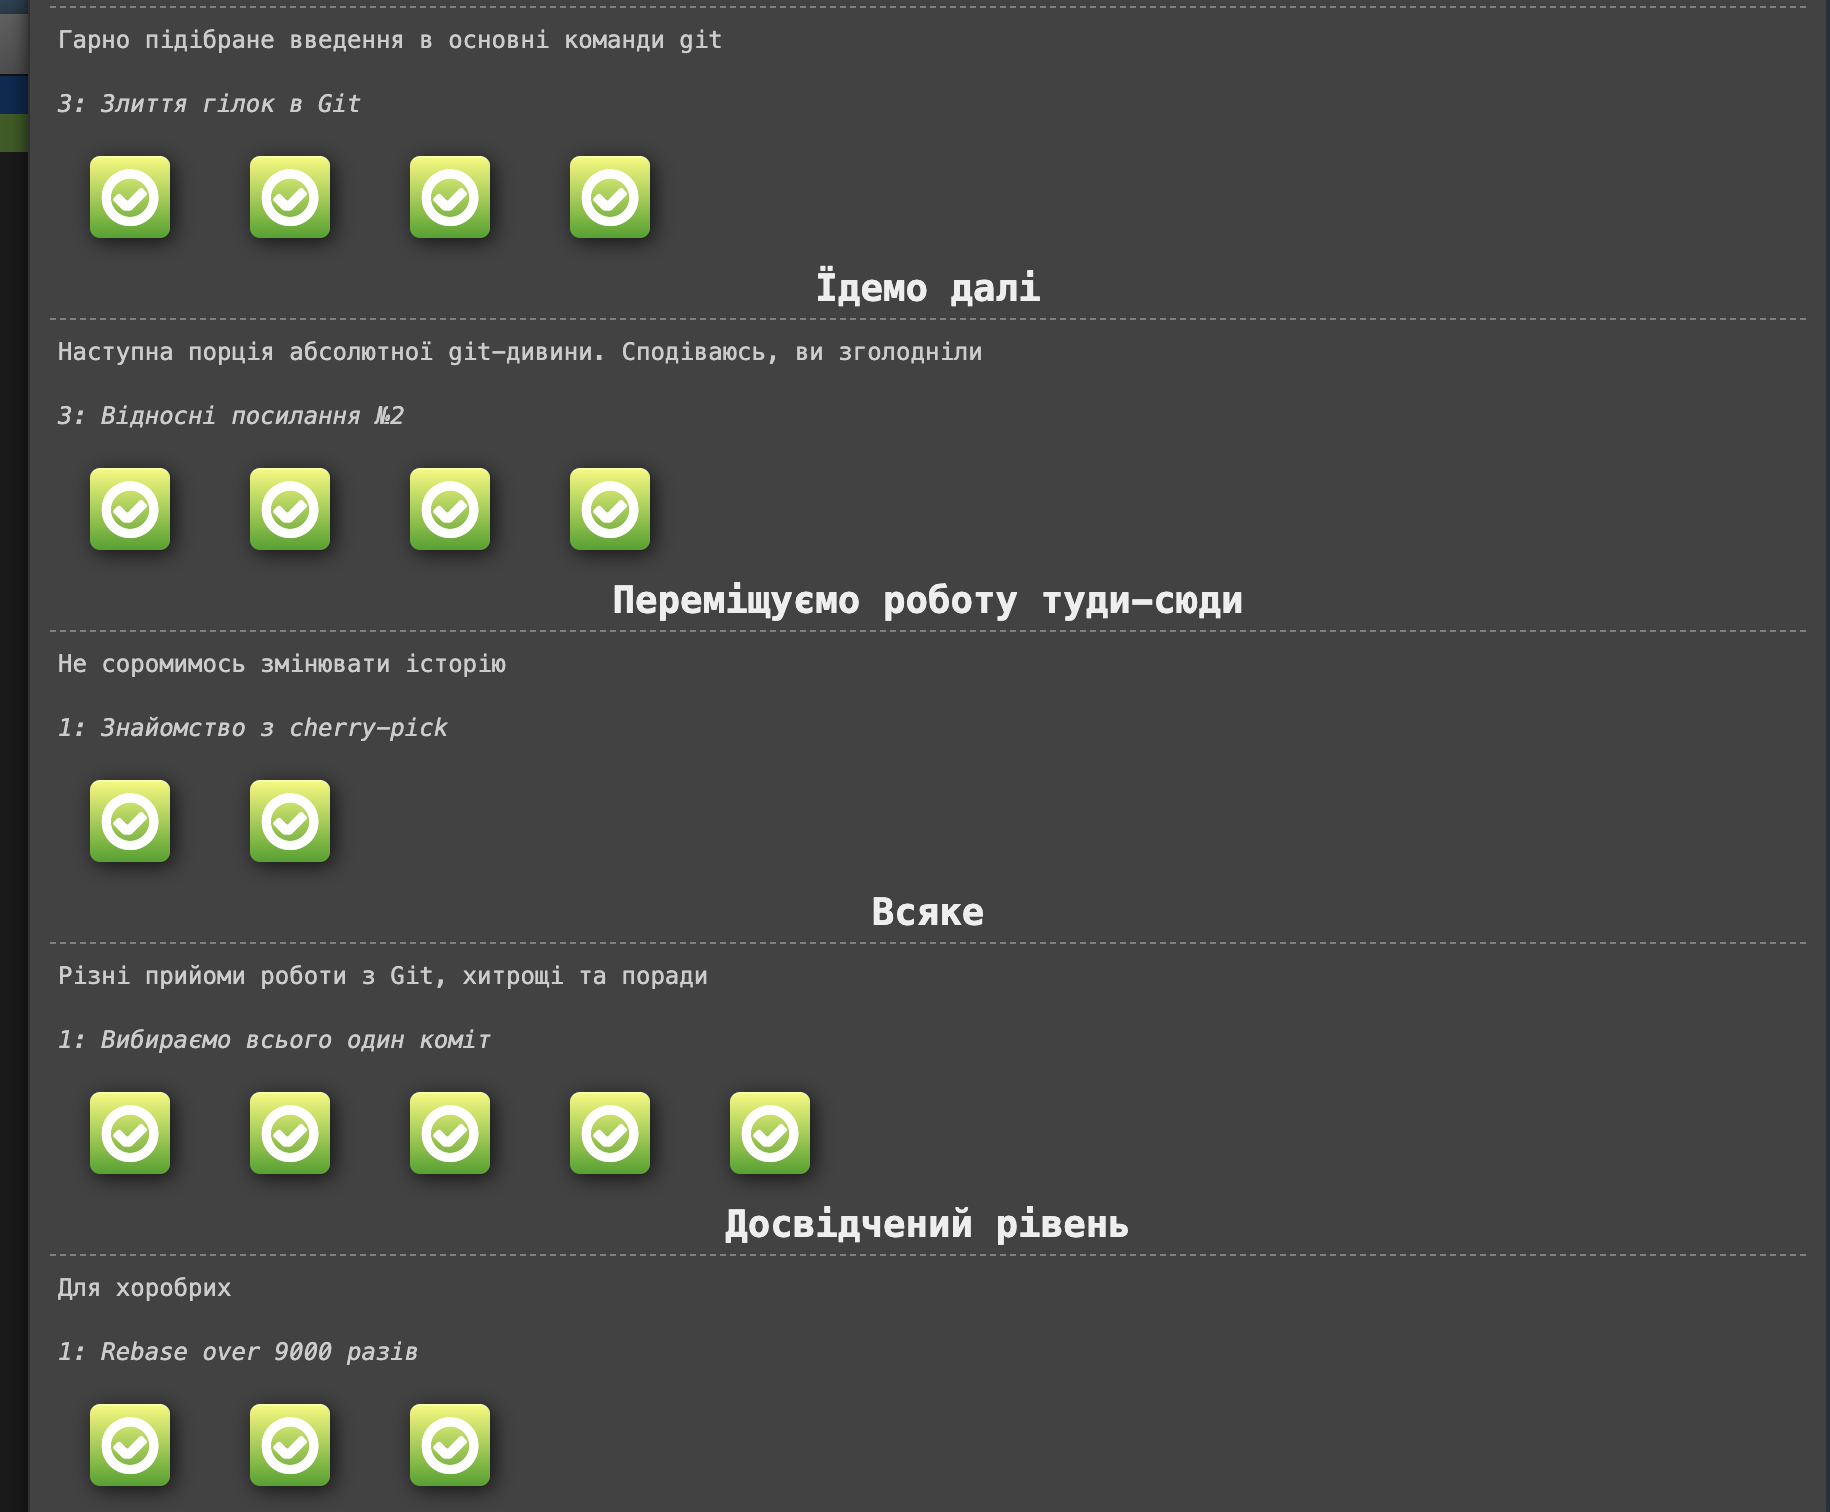 Гарно підібране введення в основні команди git
3: Злиття гілок в Git
Їдемо далі
Наступна порція абсолютної git-дивини. Сподіваюсь, ви зголодніли
3: Відносні посилання №2
Переміщуємо роботу туди-сюди
Не соромимось змінювати історію
1: Знайомство з cherry-pick
Всяке
Різні прийоми роботи з Git, хитрощі та поради
1: Вибираємо всього один коміт
Досвідчений рівень
Для хоробрих
1: Rebase over 9000 разів